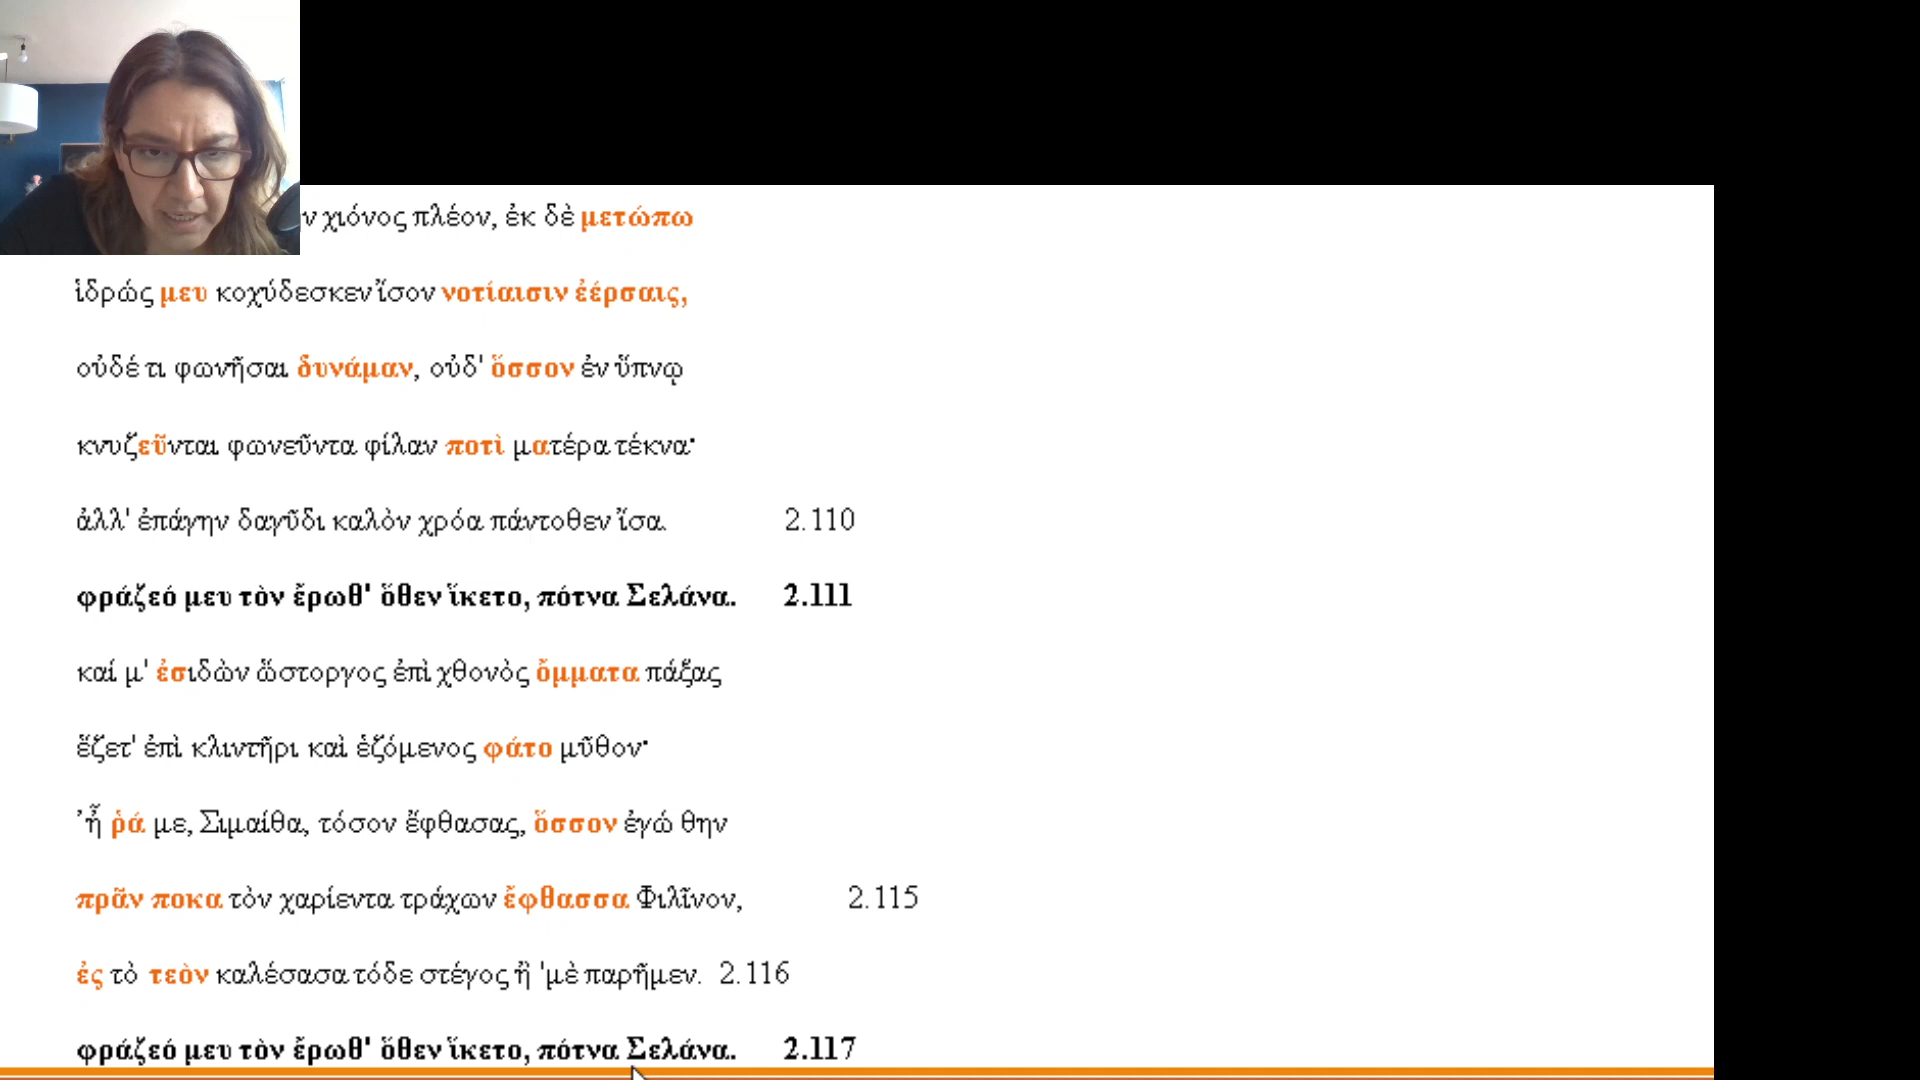 χιόνος πλέον, ἐκ δὲ μετώπω
ἱδρώς μευ κοχύδεσκεν ἴσον νοτίαισιν ἐέρσαις,
οὐδέ τι φωνῆσαι δυνάμαν, οὐδ' ὅσσον ἐν ὕπνῳ
κνυζεῦνται φωνεῦντα φίλαν ποτὶ ματέρα τέκνα·
ἀλλ' ἐπάγην δαγῦδι καλὸν χρόα πάντοθεν ἴσα. 2.110
φράζεό μευ τὸν ἔρωθ' ὅθεν ἵκετο, πότνα Σελάνα. 2.111
καί μ' ἐσιδὼν ὥστοργος ἐπὶ χθονὸς ὄμματα πάξας
ἕζετ' ἐπὶ κλιντῆρι καὶ ἑζόμενος φάτο μῦθον·
'ἦ ῥά με, Σιμαίθα, τόσον ἔφθασας, ὅσσον ἐγώ θην
πρᾶν ποκα τὸν χαρίεντα τράχων ἔφθασσα Φιλῖνον, 2.115
ἐς τὸ τεὸν καλέσασα τόδε στέγος ἢ 'μὲ παρῆμεν. 2.116
φράζεό μευ τὸν ἔρωθ' ὅθεν ἵκετο, πότνα Σελάνα. 2.117